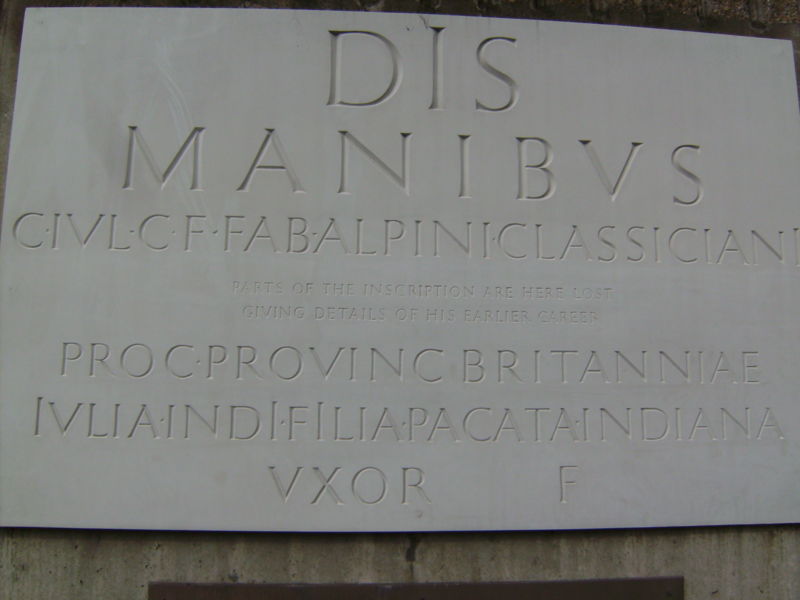 DIS
MANIBVS
C·IVL·C·F·FAB·ALPINI·CLASSICIANI
PARTS OF THE INSCRIPTION ARE HERE LOST
GIVING DETAILS OF HIS EARLIER CAREER
PROC·PROVINC BRITANNIAE
IVLIA·INDI·FILIA·PACATA·INDIANA
VXOR F